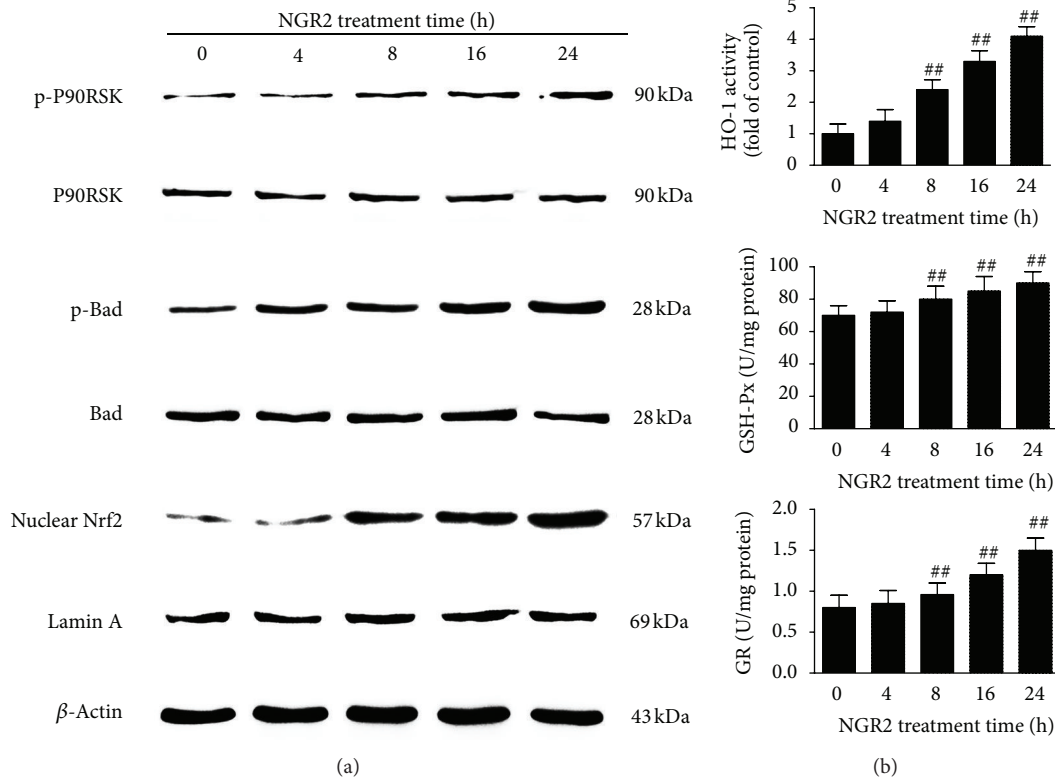 NGR2 treatment time (h)
0 4 8 16 24
p-P90RSK 90 kDa
P90RSK 90 kDa
p-Bad 28 kDa
Bad 28 kDa
Nuclear Nrf2 57 kDa
Lamin A 69 kDa
β-Actin 43 kDa
(a)
HO-1 activity
(fold of control)
5
4
3
2
1
0
## ## ##
0 4 8 16 24
NGR2 treatment time (h)
GSH-Px (U/mg protein)
100
80
60
40
20
0
## ## ##
0 4 8 16 24
NGR2 treatment time (h)
GR (U/mg protein)
2.0
1.5
1.0
0.5
0.0
## ## ##
0 4 8 16 24
NGR2 treatment time (h)
(b)